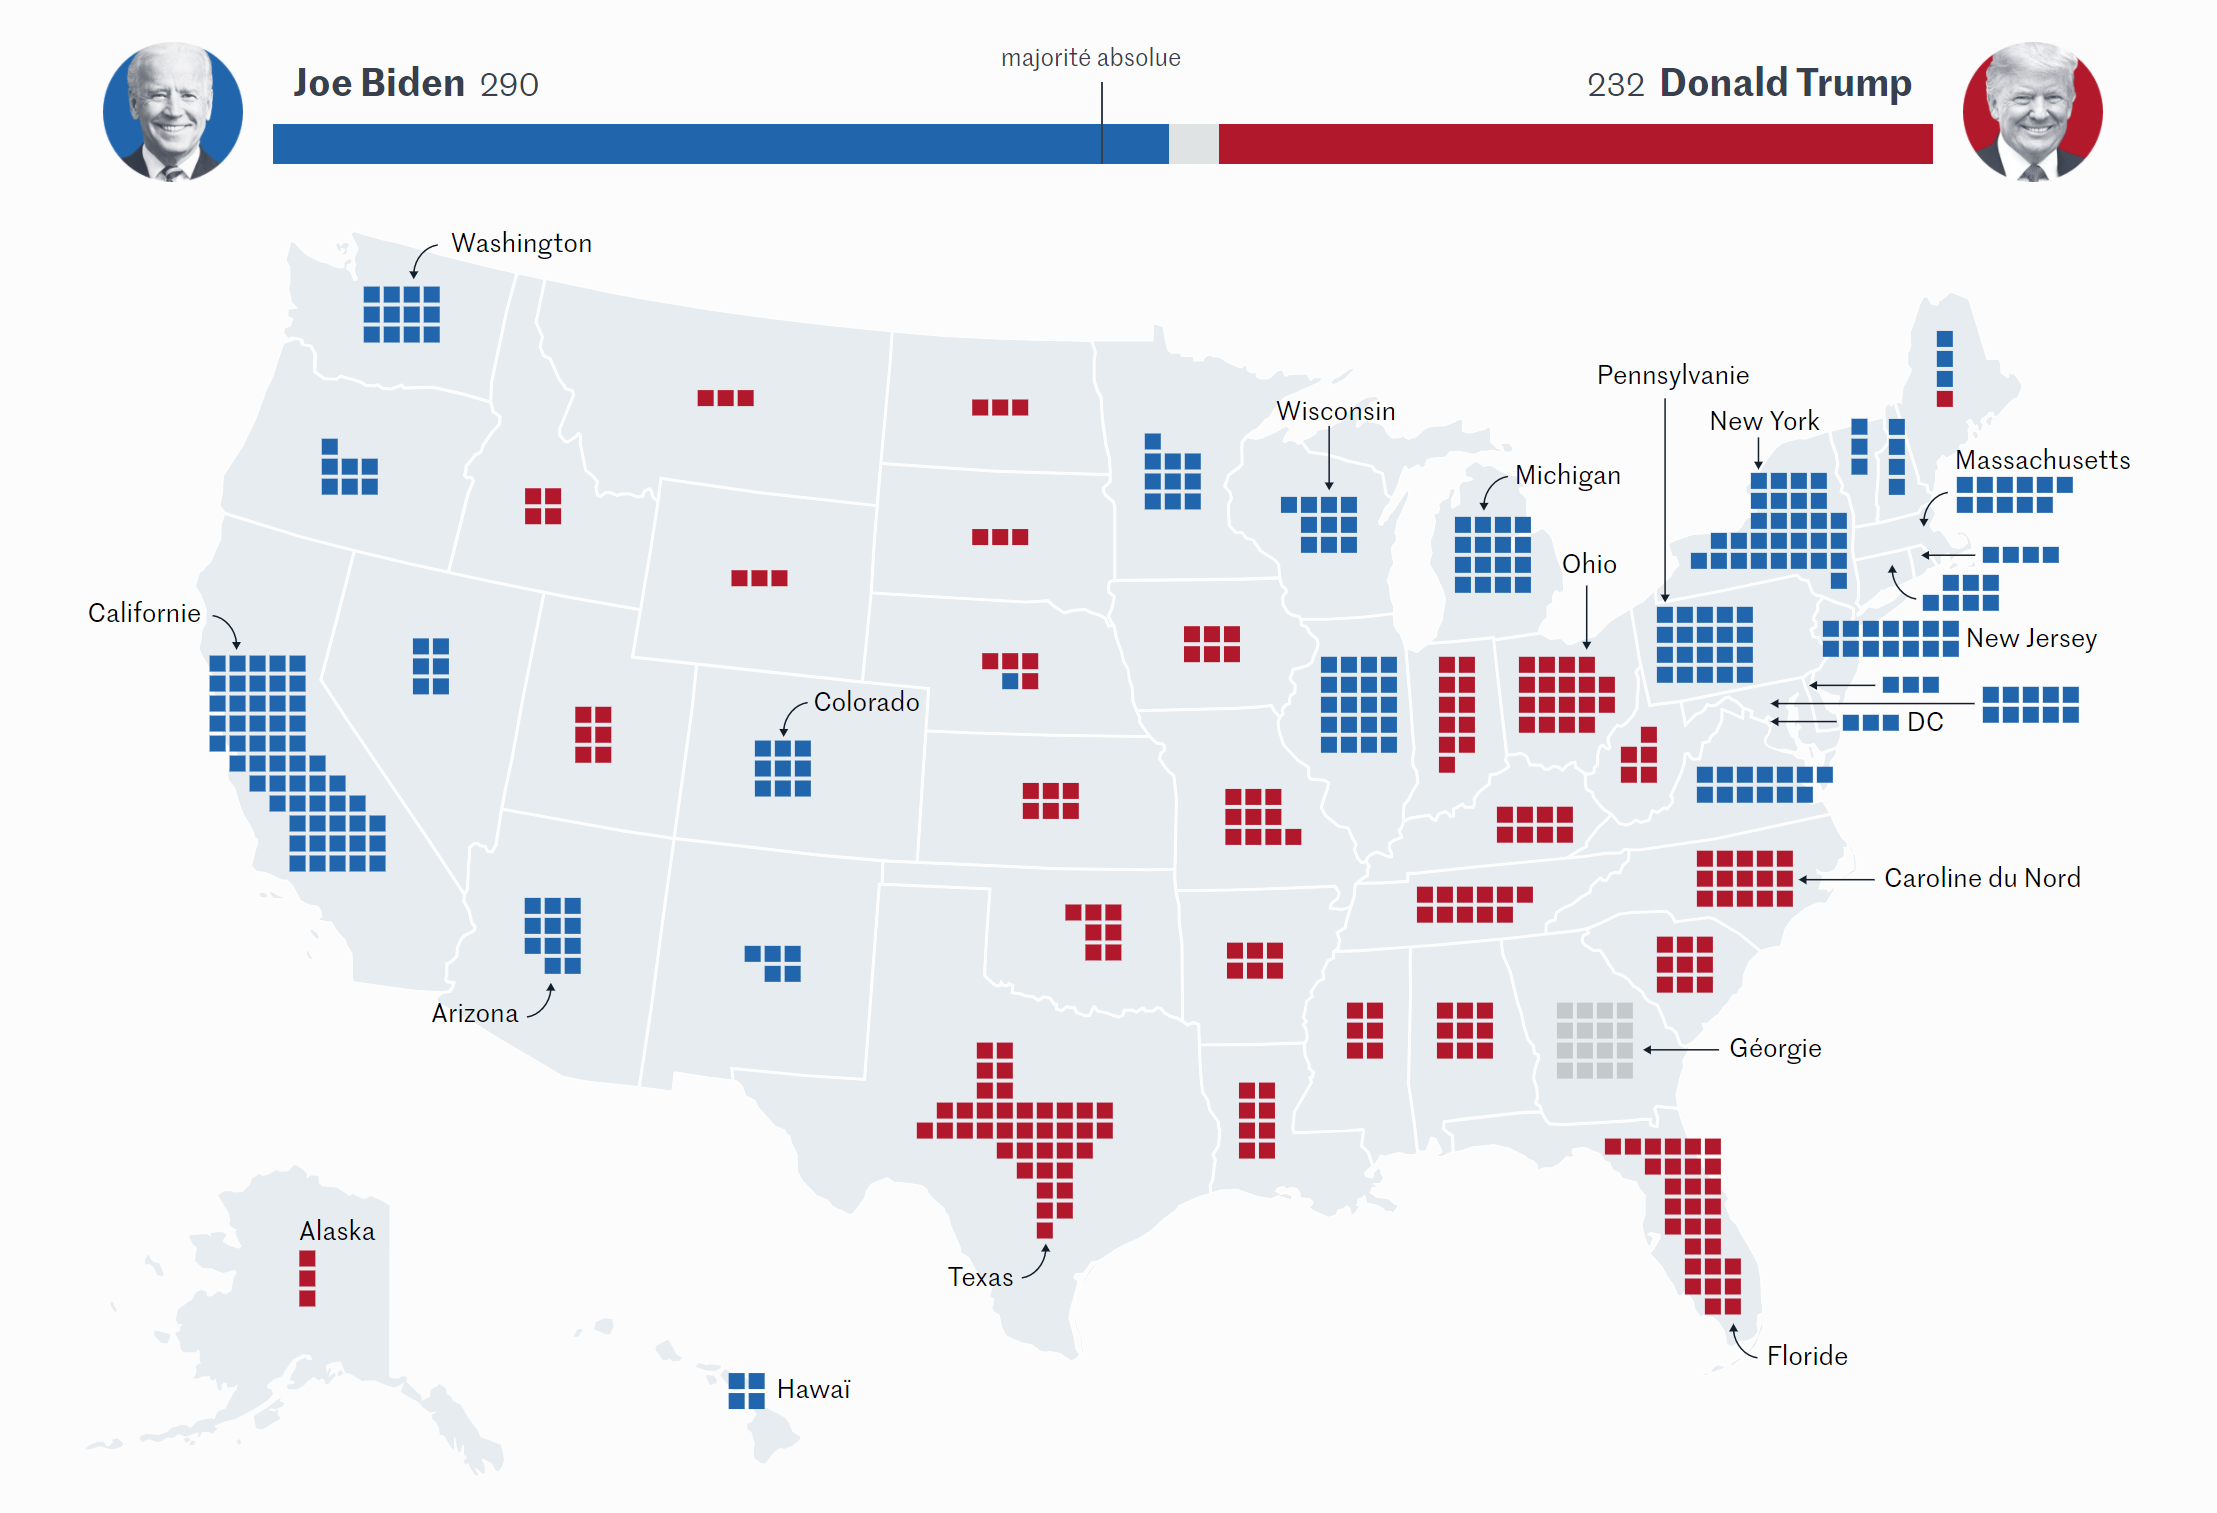 majorité absolue
Joe Biden 290
232 Donald Trump
Washington
Pennsylvanie
Wisconsin
New York
Massachusetts
Michigan
Ohio
Californie
New Jersey
Colorado
DC
Caroline du Nord
Arizona
Géorgie
Alaska
Texas
Floride
Hawaï